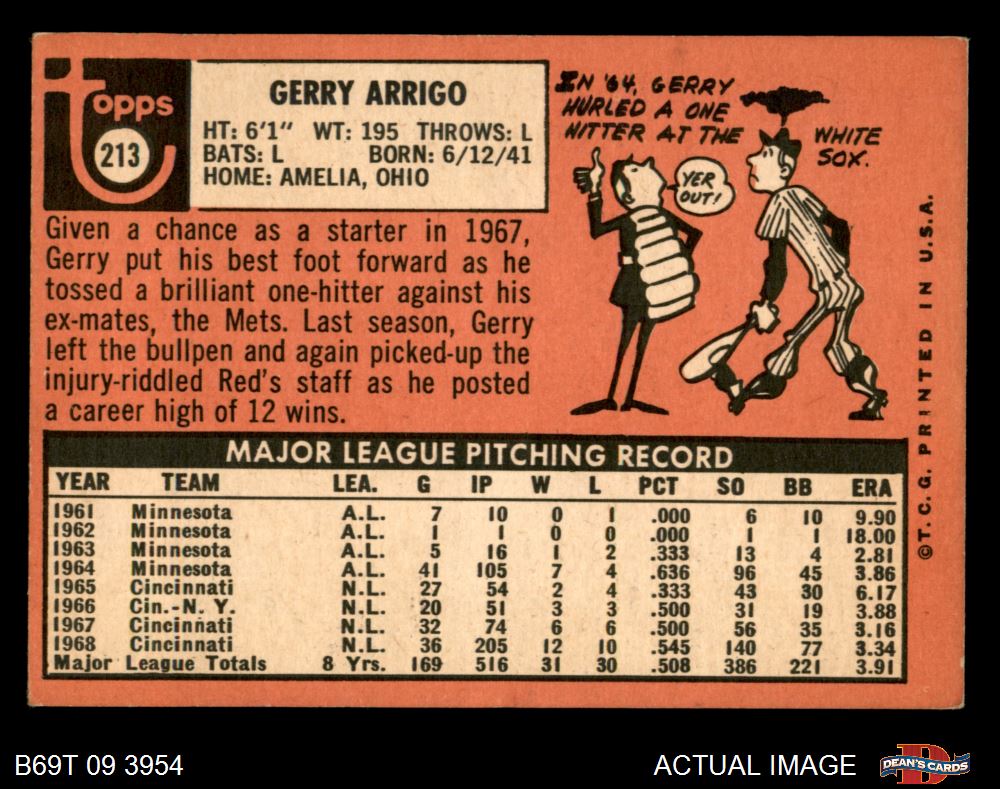 Topps
213
GERRY ARRIGO
HT: 6'1" WT: 195 THROWS: L
BATS: L BORN: 6/12/41
HOME: AMELIA, OHIO
IN '64, GERRY
HURLED A ONE
HITTER AT THE WHITE
SOX.
YER
OUT!
Given a chance as a starter in 1967,
Gerry put his best foot forward as he
tossed a brilliant one-hitter against his
ex-mates, the Mets. Last season, Gerry
left the bullpen and again picked-up the
injury-riddled Red's staff as he posted
a career high of 12 wins.
MAJOR LEAGUE PITCHING RECORD
YEAR TEAM LEA. G IP W L PCT SO BB ERA
1961 Minnesota A.L. 7 10 0 1 .000 6 10 9.90
1962 Minnesota A.L. 1 1 0 0 .000 1 1 18.00
1963 Minnesota A.L. 5 16 1 2 .333 13 4 2.81
1964 Minnesota A.L. 41 105 7 4 .636 96 45 3.86
1965 Cincinnati N.L. 27 54 2 4 .333 43 30 6.17
1966 Cin.-N. Y. N.L. 20 51 3 3 .500 31 19 3.88
1967 Cincinnati N.L. 32 74 6 6 .500 56 35 3.16
1968 Cincinnati N.L. 36 205 12 10 .545 140 77 3.34
Major League Totals 8 Yrs. 169 516 31 30 .508 386 221 3.91
©T. C. G. PRINTED IN U.S.A.
B69T 09 3954
ACTUAL IMAGE
DEAN'S CARDS